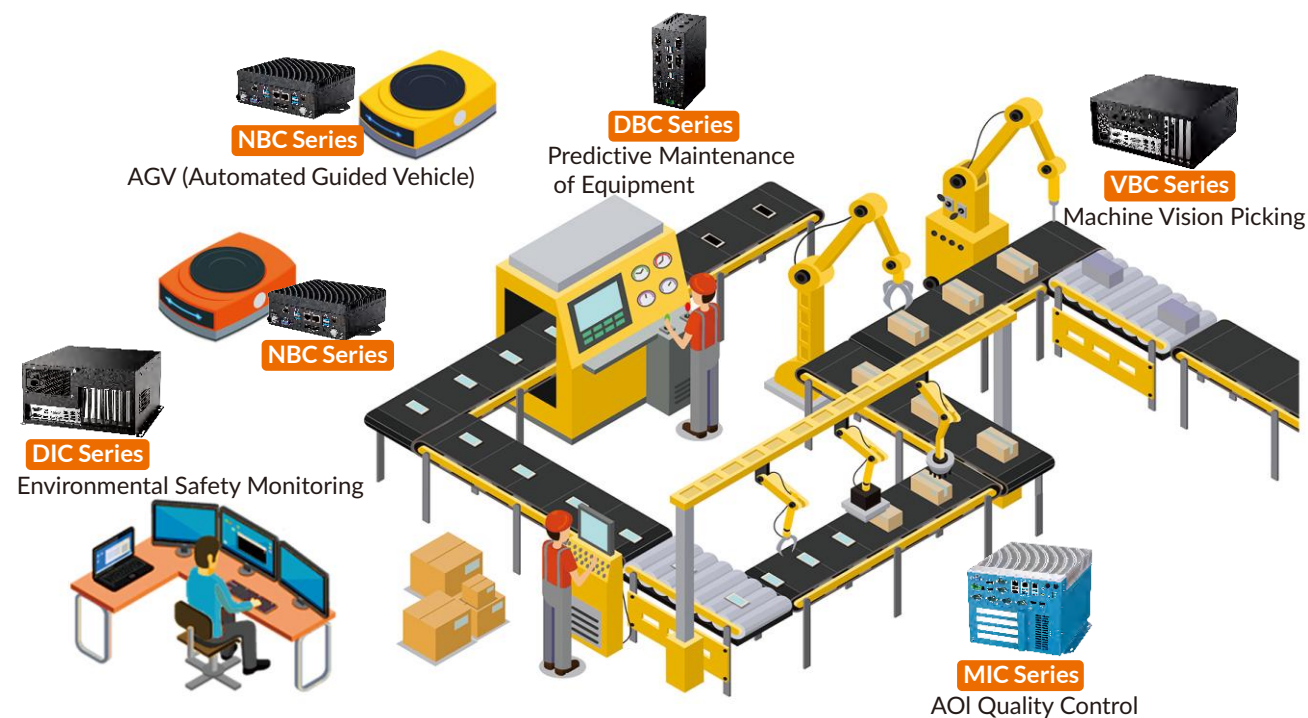 NBC Series
AGV (Automated Guided Vehicle)
DBC Series
Predictive Maintenance
of Equipment
VBC Series
Machine Vision Picking
NBC Series
DIC Series
Environmental Safety Monitoring
MIC Series
AOI Quality Control